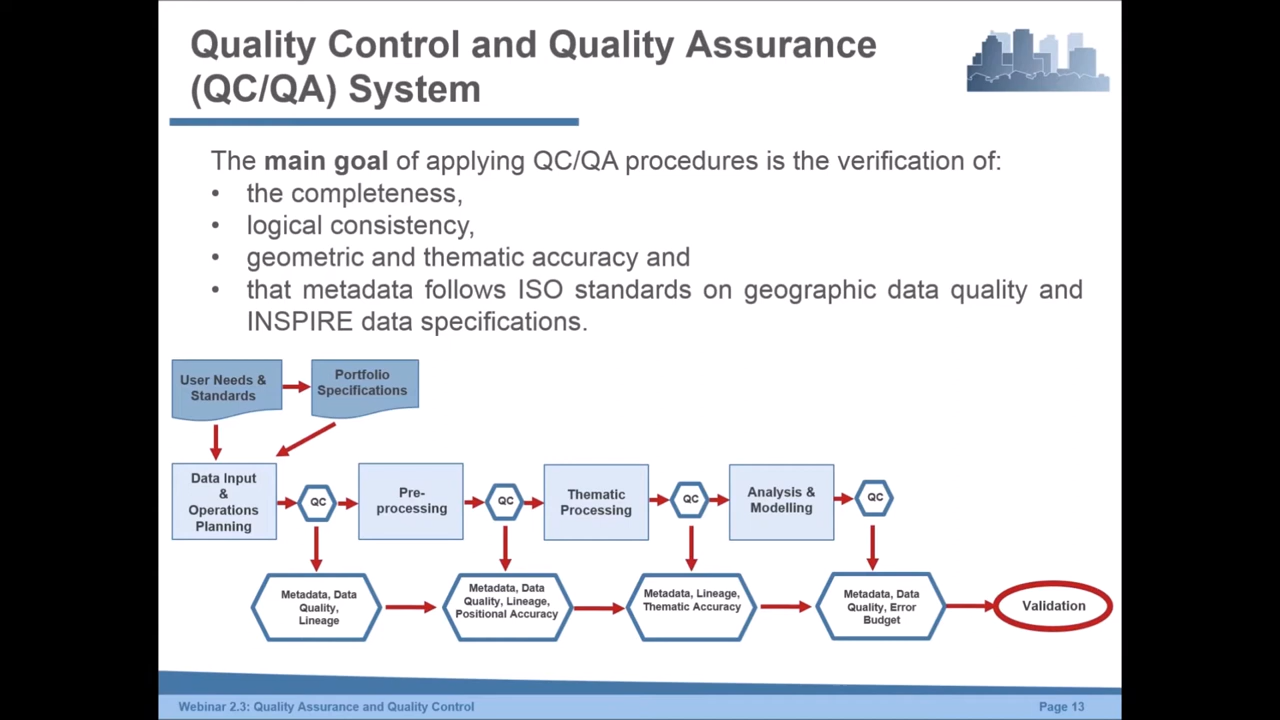 Quality Control and Quality Assurance
(QC/QA) System
The main goal of applying QC/QA procedures is the verification of:
• the completeness,
• logical consistency,
• geometric and thematic accuracy and
• that metadata follows ISO standards on geographic data quality and
INSPIRE data specifications.
User Needs &
Standards
Portfolio
Specifications
Data Input
&
Operations
Planning
QC
Pre-
processing
QC
Thematic
Processing
QC
Analysis &
Modelling
QC
Metadata, Data
Quality,
Lineage
Metadata, Data
Quality, Lineage,
Positional Accuracy
Metadata, Lineage,
Thematic Accuracy
Metadata, Data
Quality, Error
Budget
Validation
Webinar 2.3: Quality Assurance and Quality Control
Page 13